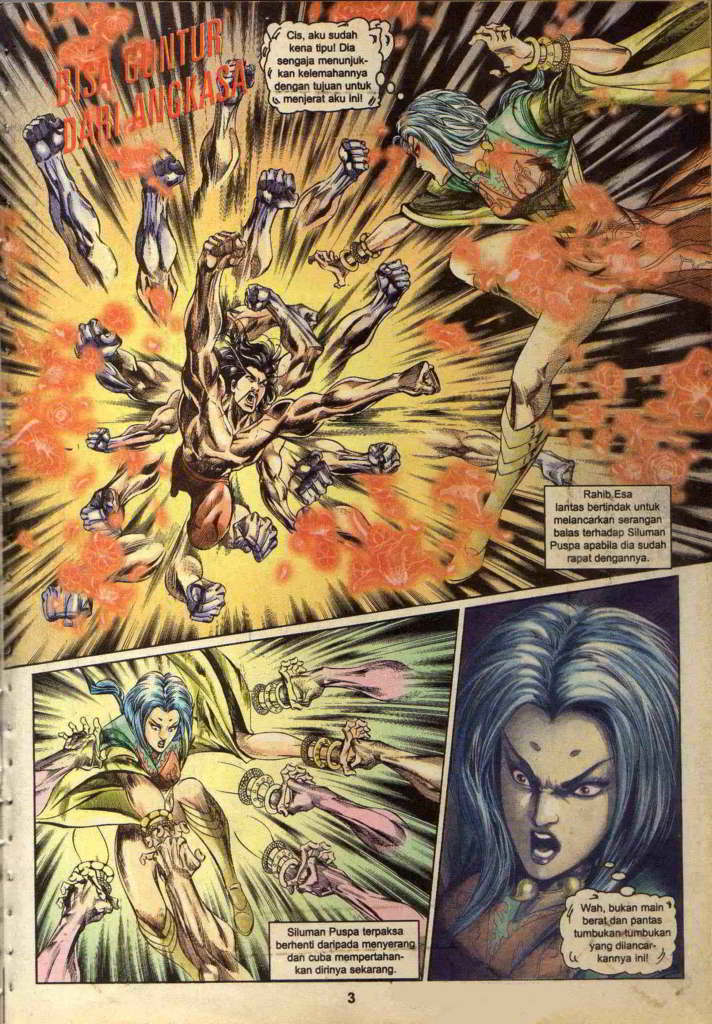 BISA GUNTUR
DARI ANGKASA
Cis, aku sudah
kena tipu! Dia
sengaja menunjuk-
kan kelemahannya
dengan tujuan untuk
menjerat aku ini!
Rahib Esa
lantas bertindak untuk
melancarkan serangan
balas terhadap Siluman
Puspa apabila dia sudah
rapat dengannya.
Siluman Puspa terpaksa
berhenti daripada menyerang
dan cuba mempertahan-
kan dirinya sekarang.
Wah, bukan main
berat dan pantas
tumbukan-tumbukan
yang dilancar-
kannya ini!
3